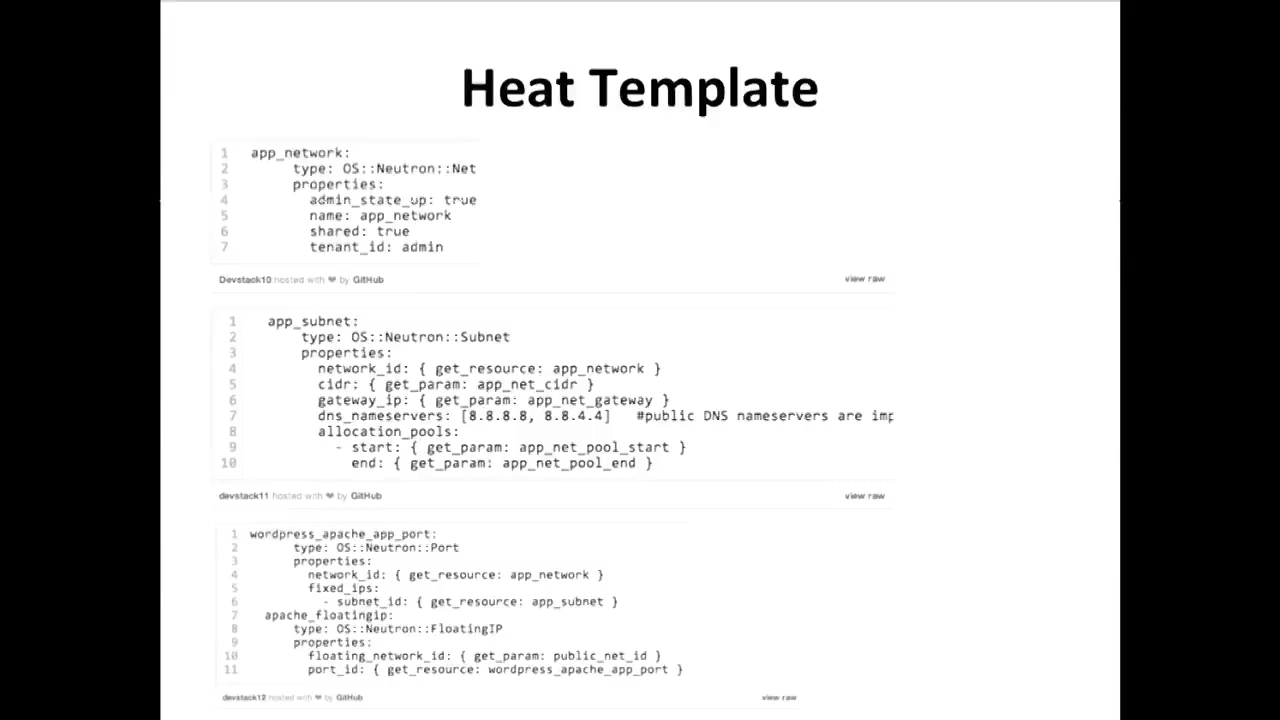 Heat Template
1 app_network:
2 type: OS::Neutron::Net
3 properties:
4 admin_state_up: true
5 name: app_network
6 shared: true
7 tenant_id: admin
Devstack10 hosted with ❤ by GitHub view raw
1 app_subnet:
2 type: OS::Neutron::Subnet
3 properties:
4 network_id: { get_resource: app_network }
5 cidr: { get_param: app_net_cidr }
6 gateway_ip: { get_param: app_net_gateway }
7 dns_nameservers: [8.8.8.8, 8.8.4.4] #public DNS nameservers are imp
8 allocation_pools:
9 - start: { get_param: app_net_pool_start }
10 end: { get_param: app_net_pool_end }
devstack11 hosted with ❤ by GitHub view raw
1 wordpress_apache_app_port:
2 type: OS::Neutron::Port
3 properties:
4 network_id: { get_resource: app_network }
5 fixed_ips:
6 - subnet_id: { get_resource: app_subnet }
7 apache_floatingip:
8 type: OS::Neutron::FloatingIP
9 properties:
10 floating_network_id: { get_param: public_net_id }
11 port_id: { get_resource: wordpress_apache_app_port }
devstack12 hosted with ❤ by GitHub view raw